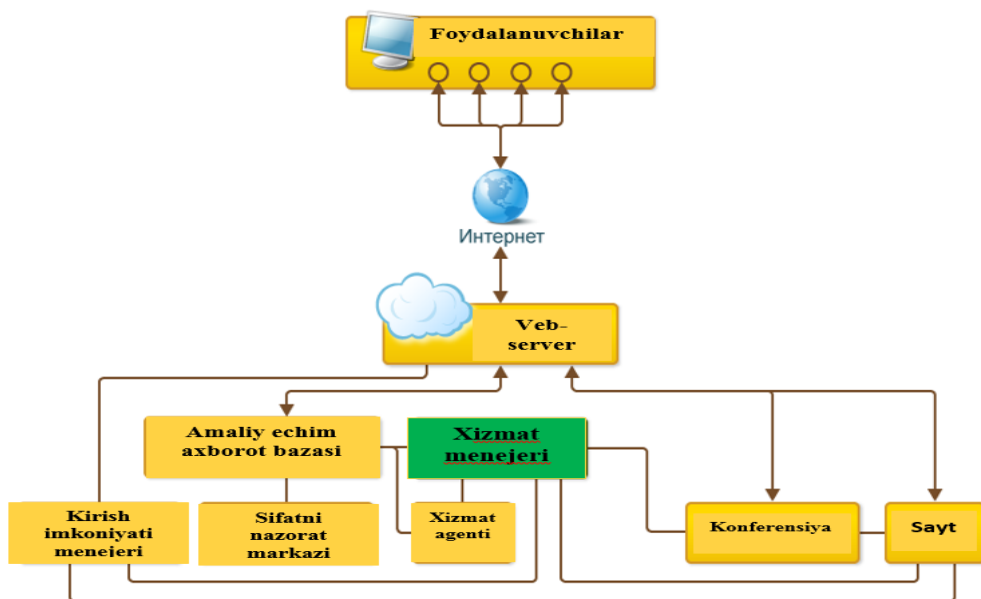 Foydalanuvchilar
Интернет
Veb-
server
Amaliy echim
axborot bazasi
Xizmat
menejeri
Kirish
imkoniyati
menejeri
Sifatni
nazorat
markazi
Xizmat
agenti
Konferensiya
Sayt